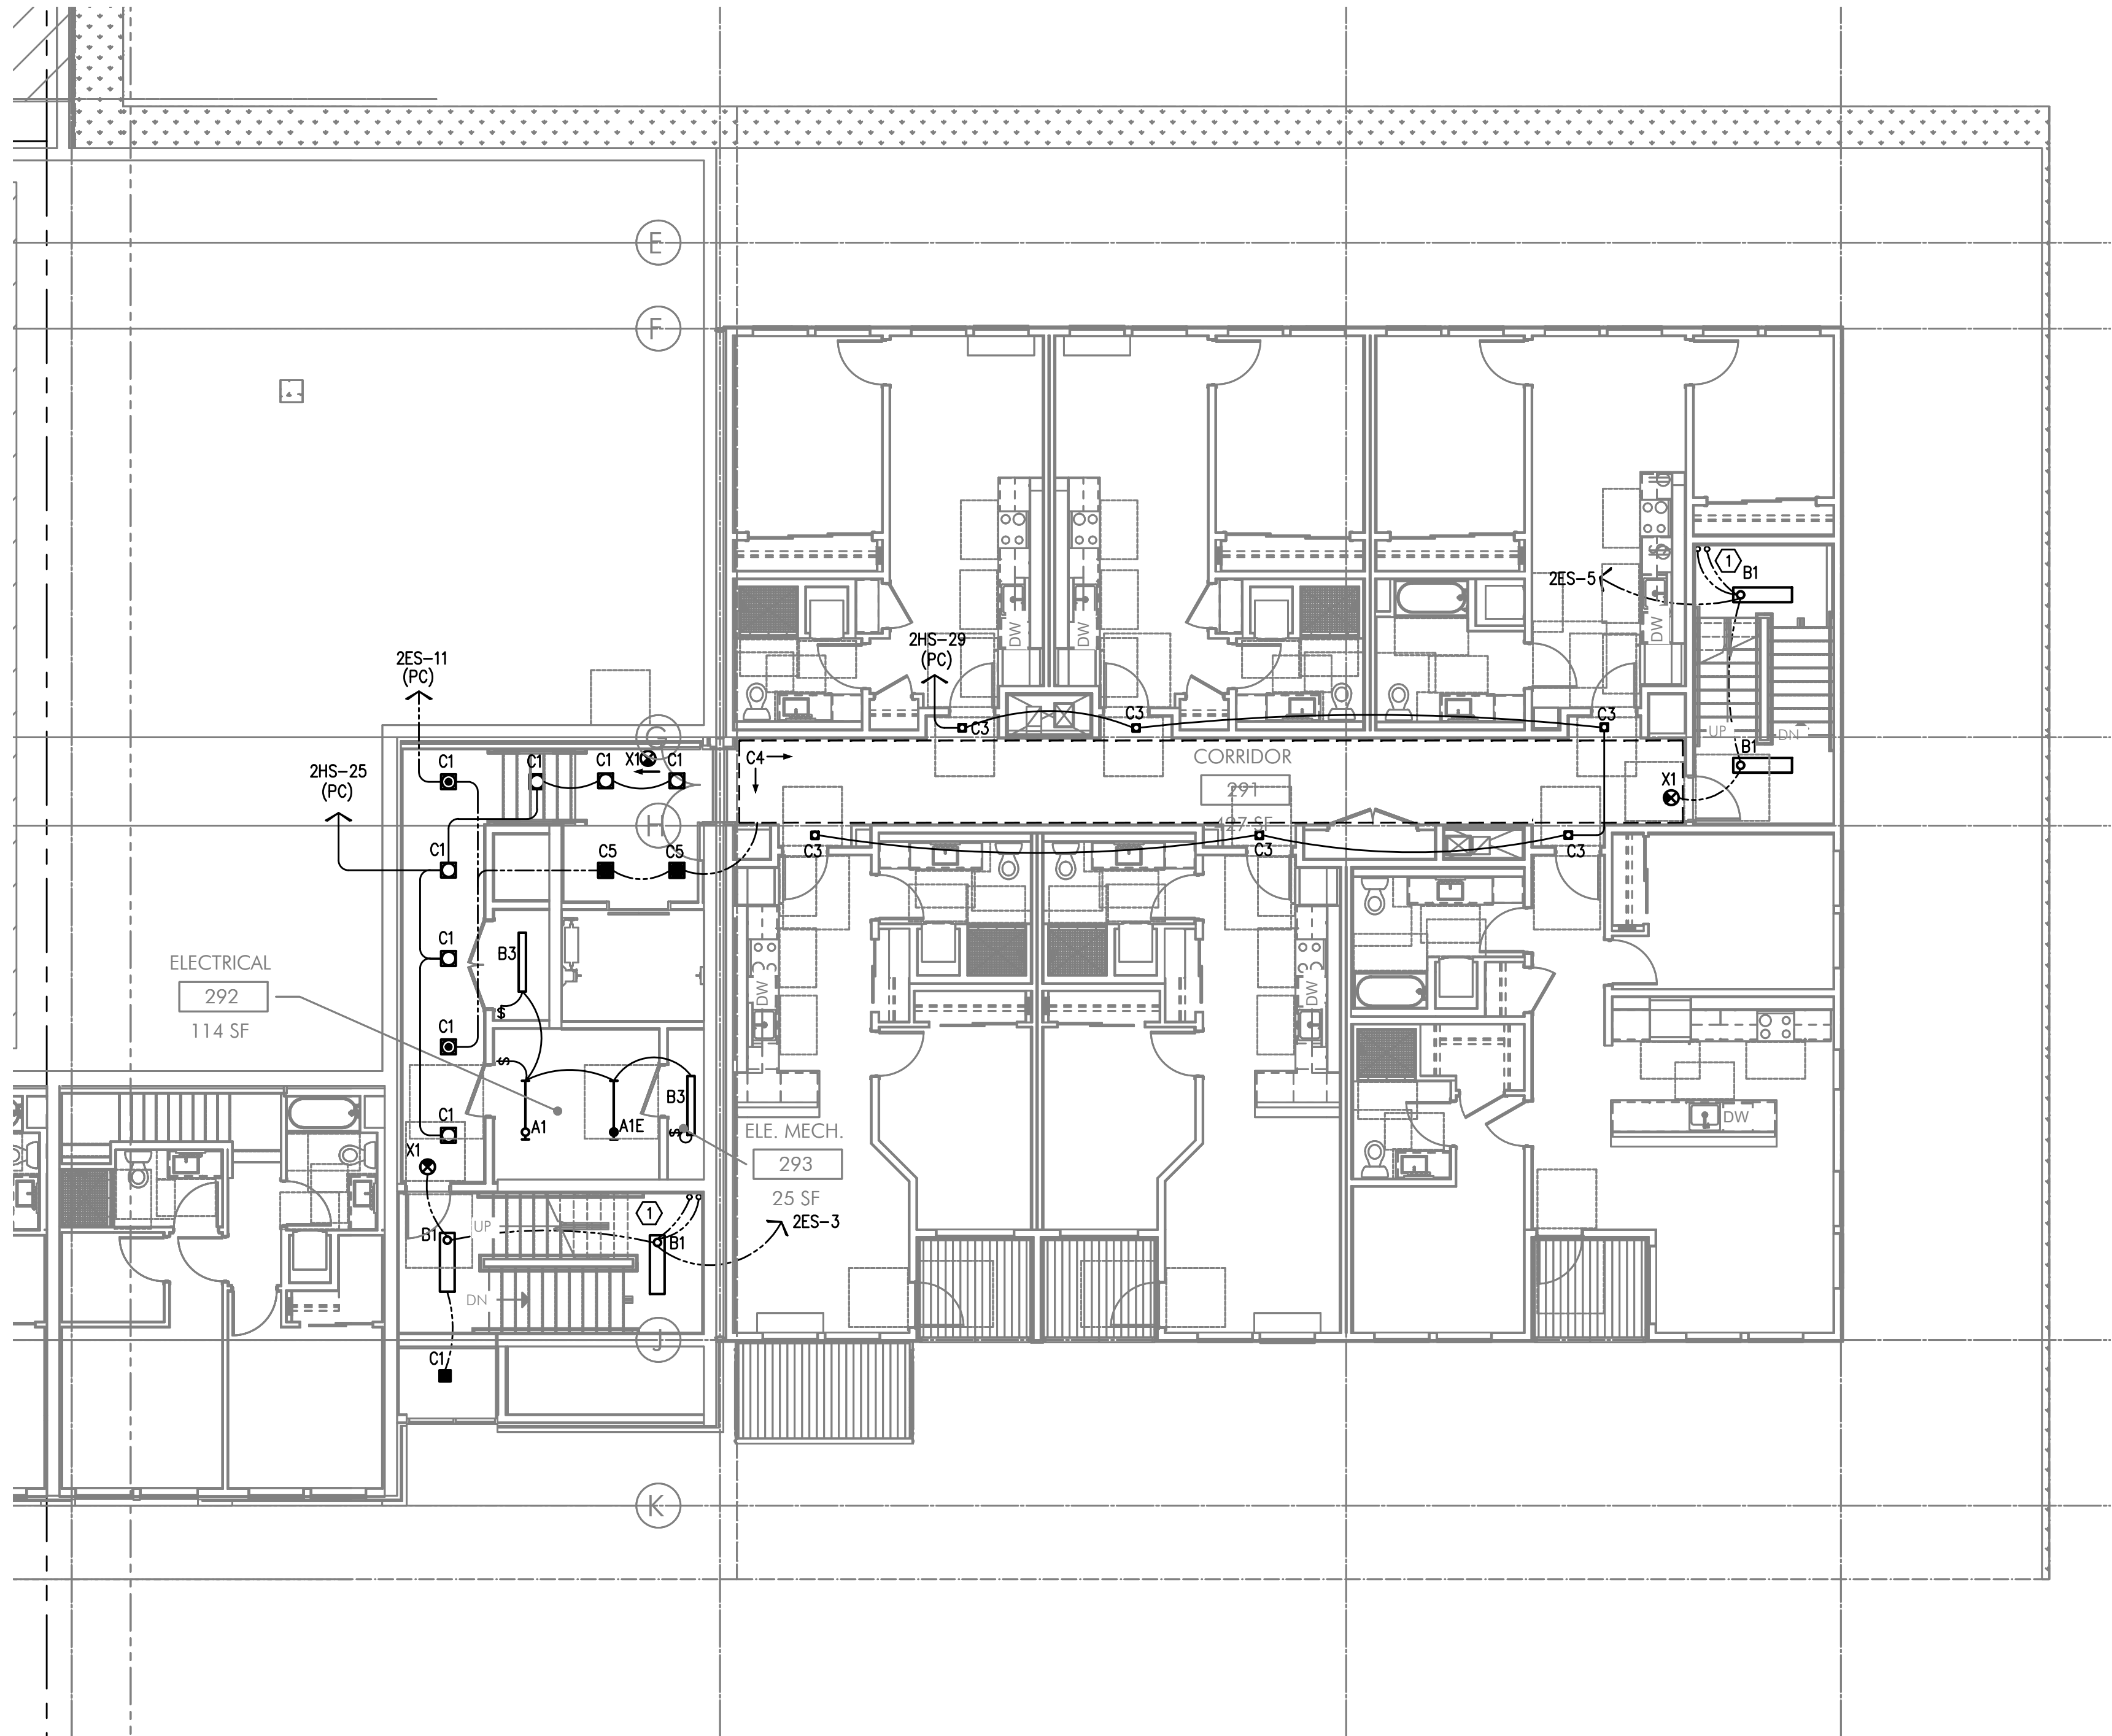 E
F
1
B1
2ES-5
DW
DW
DW
2HS-29
(PC)
2ES-11
(PC)
C3
C3
C3
UP
DN
G
C1
C1
C1
X1
C1
C4
CORRIDOR
291
427 SF
B1
X1
2HS-25
(PC)
H
C1
C5
C5
C3
C3
C3
ELECTRICAL
292
114 SF
C1
B3
$
DW
DW
C1
$
B3
$
A1
A1E
C1
X1
ELE. MECH.
293
25 SF
DW
1
2ES-3
UP
B1
B1
DN
J
C1
K